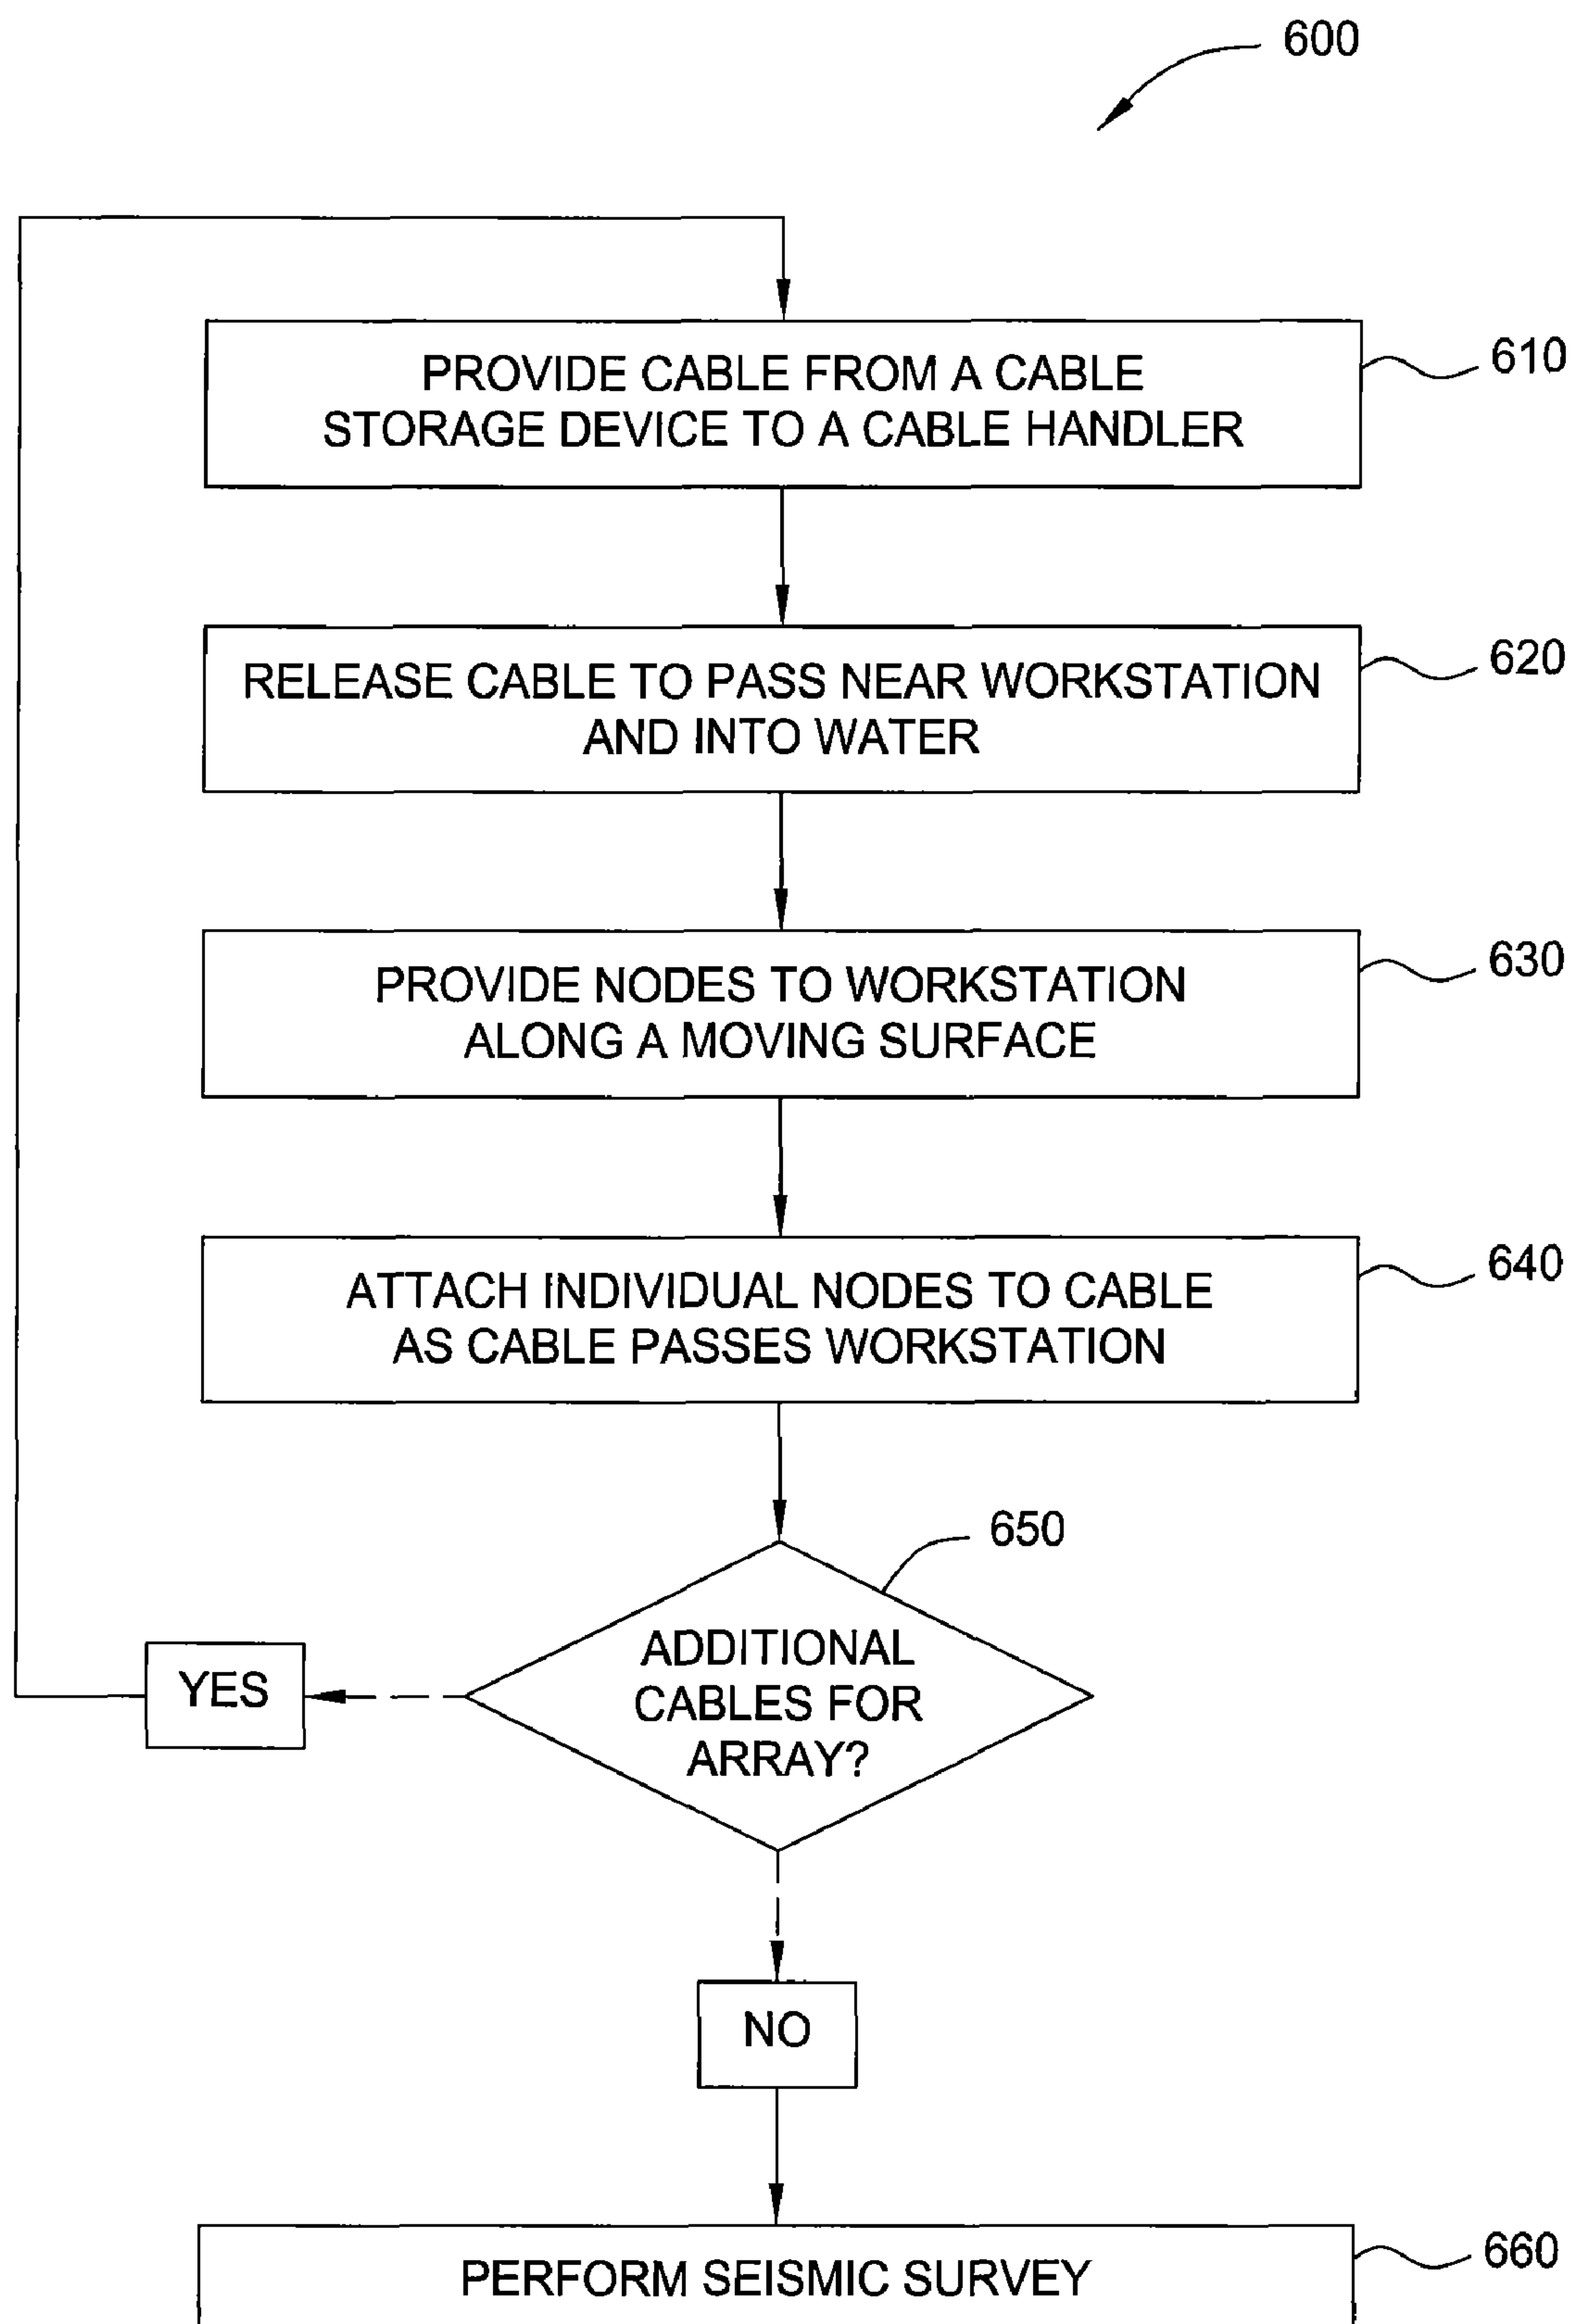 600
PROVIDE CABLE FROM A CABLE
STORAGE DEVICE TO A CABLE HANDLER
610
RELEASE CABLE TO PASS NEAR WORKSTATION
AND INTO WATER
620
PROVIDE NODES TO WORKSTATION
ALONG A MOVING SURFACE
630
ATTACH INDIVIDUAL NODES TO CABLE
AS CABLE PASSES WORKSTATION
640
650
ADDITIONAL
CABLES FOR
ARRAY?
YES
NO
PERFORM SEISMIC SURVEY
660